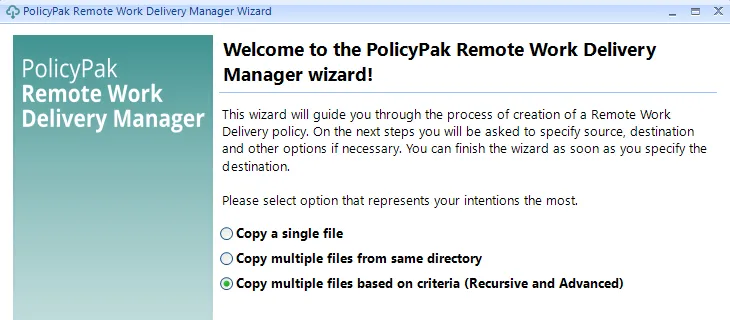 PolicyPak Remote Work Delivery Manager Wizard
PolicyPak
Remote Work
Delivery Manager
Welcome to the PolicyPak Remote Work Delivery
Manager wizard!
This wizard will guide you through the process of creation of a Remote Work
Delivery policy. On the next steps you will be asked to specify source, destination
and other options if necessary. You can finish the wizard as soon as you specify the
destination.
Please select option that represents your intentions the most.
Copy a single file
Copy multiple files from same directory
Copy multiple files based on criteria (Recursive and Advanced)